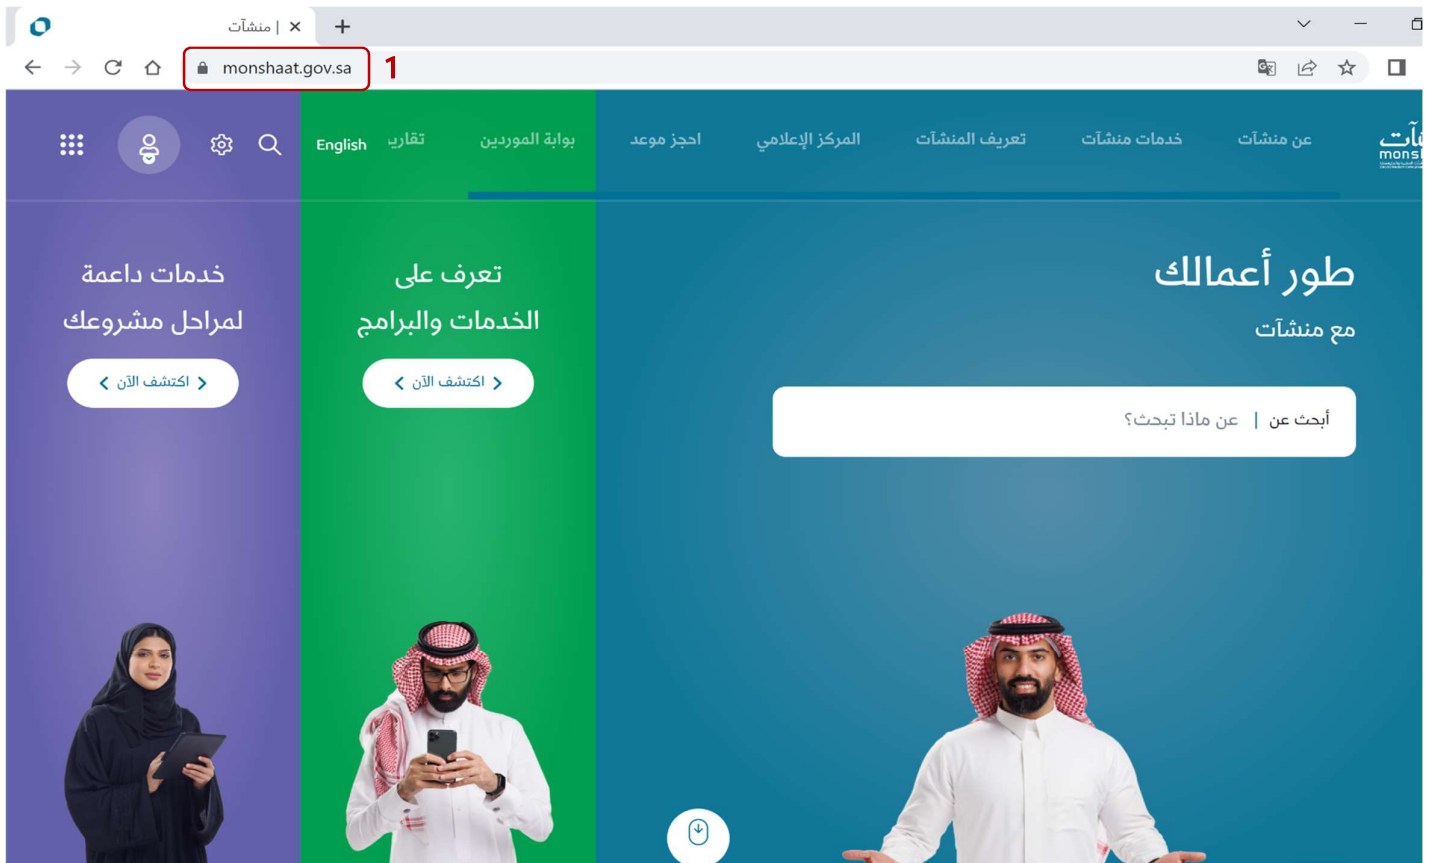 منشآت |
monshaat.gov.sa
1
عن منشآت
خدمات منشآت
تعريف المنشآت
المركز الإعلامي
احجز موعد
بوابة الموردين
English
طور أعمالك
مع منشآت
أبحث عن | عن ماذا تبحث؟
تعرف على
الخدمات والبرامج
اكتشف الآن
خدمات داعمة
لمراحل مشروعك
اكتشف الآن